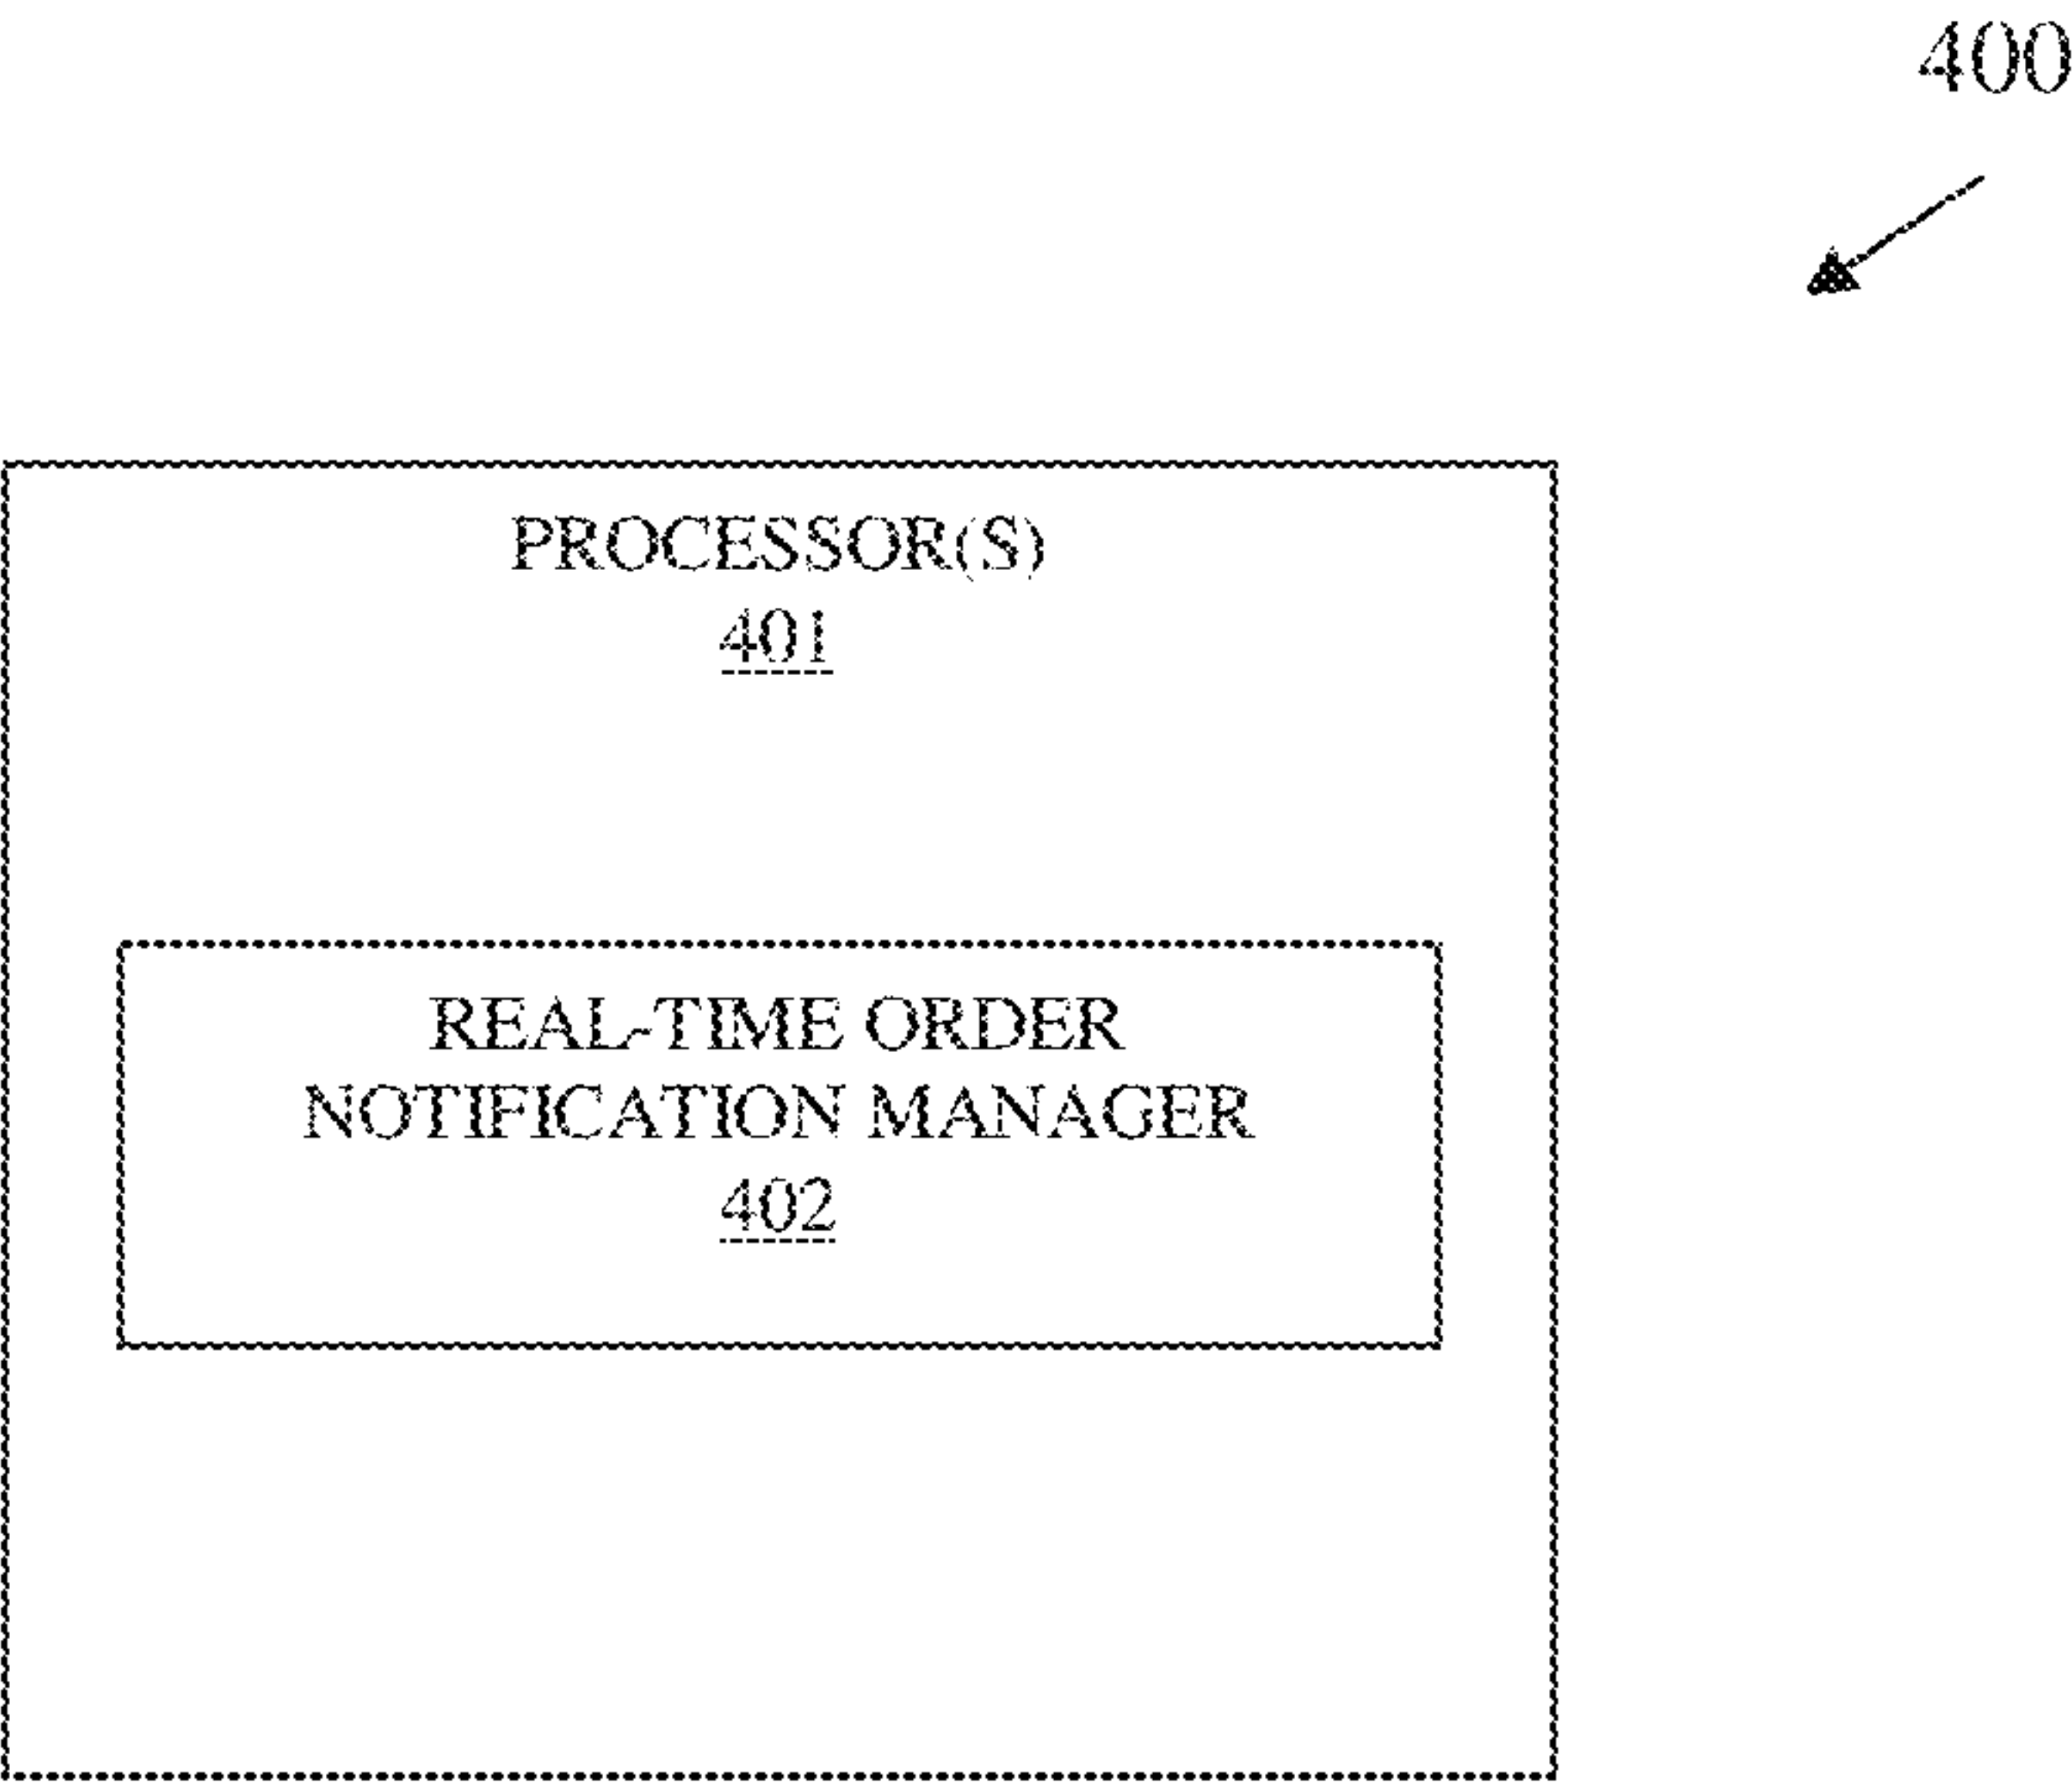 400
PROCESSOR(S)
401
REAL-TIME ORDER
NOTIFICATION MANAGER
402